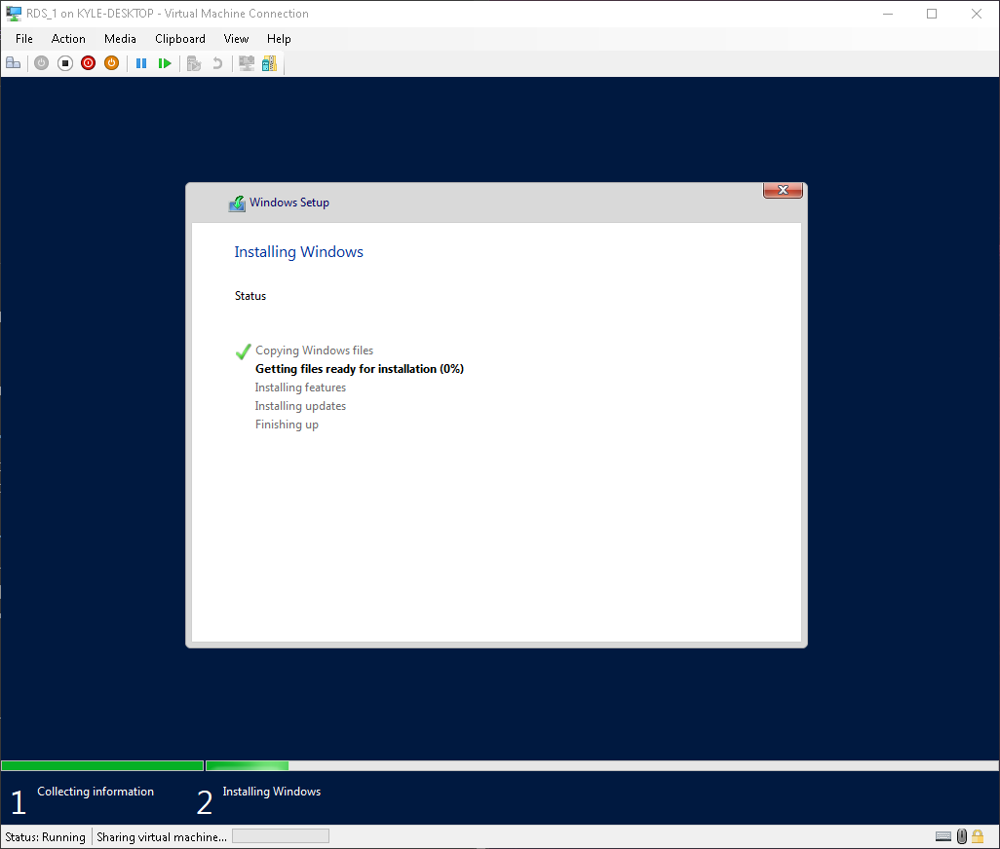 RDS_1 on KYLE-DESKTOP - Virtual Machine Connection
File Action Media Clipboard View Help
Windows Setup
Installing Windows
Status
Copying Windows files
Getting files ready for installation (0%)
Installing features
Installing updates
Finishing up
1 Collecting information
2 Installing Windows
Status: Running
Sharing virtual machine...